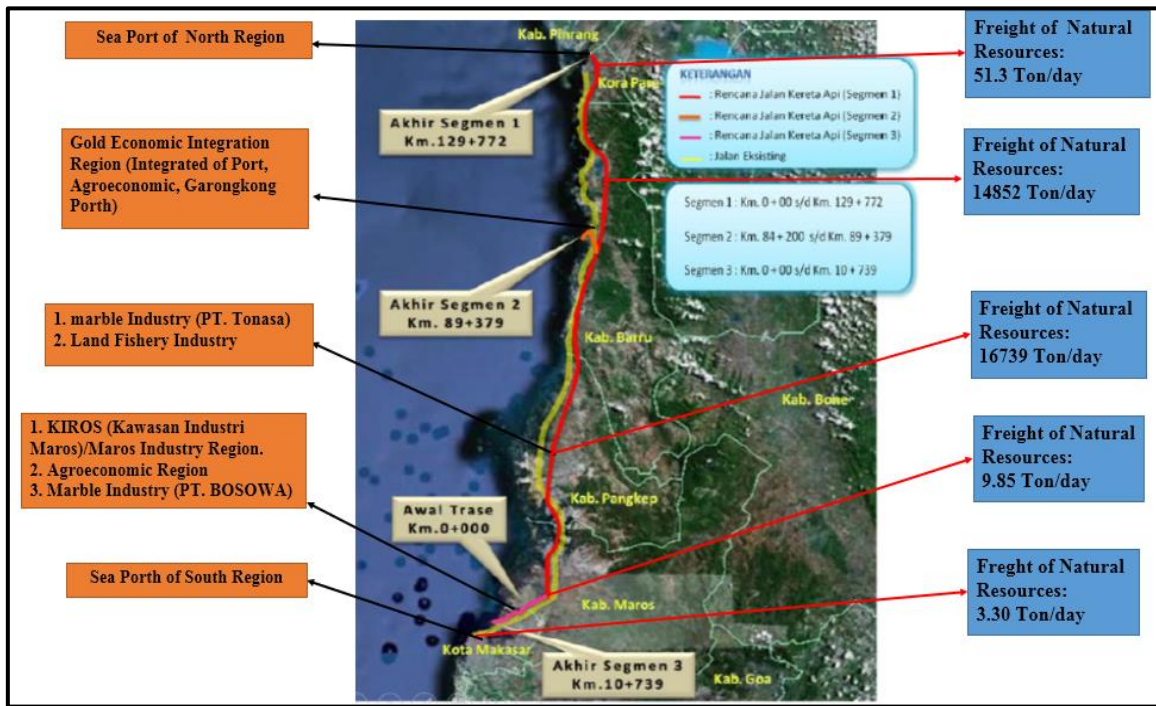 Sea Port of North Region
Gold Economic Integration
Region (Integrated of Port,
Agroeconomic, Garongkong
Porth)
1. marble Industry (PT. Tonasa)
2. Land Fishery Industry
1. KIROS (Kawasan Industri
Maros)/Maros Industry Region.
2. Agroeconomic Region
3. Marble Industry (PT. BOSOWA)
Sea Porth of South Region
Kab. Pinrang
Kora Pare
Akhir Segmen 1
Km.129+772
KETERANGAN
: Rencana Jalan Kereta Api (Segmen 1)
: Rencana Jalan Kereta Api (Segmen 2)
: Rencana Jalan Kereta Api (Segmen 3)
: Jalan Eksisting
Segmen 1 : Km. 0 + 00 s/d Km. 129 + 772
Segmen 2 : Km. 84 + 200 s/d Km. 89 + 379
Segmen 3 : Km. 0 + 00 s/d Km. 10 + 739
Akhir Segmen 2
Km. 89+379
Kab. Barru
Kab. Bone
Kab. Pangkep
Awal Trase
Km.0+000
Kab. Maros
Kota Makasar
Akhir Segmen 3
Km.10+739
Kab. Goa
Freight of Natural
Resources:
51.3 Ton/day
Freight of Natural
Resources:
14852 Ton/day
Freight of Natural
Resources:
16739 Ton/day
Freight of Natural
Resources:
9.85 Ton/day
Freght of Natural
Resources:
3.30 Ton/day